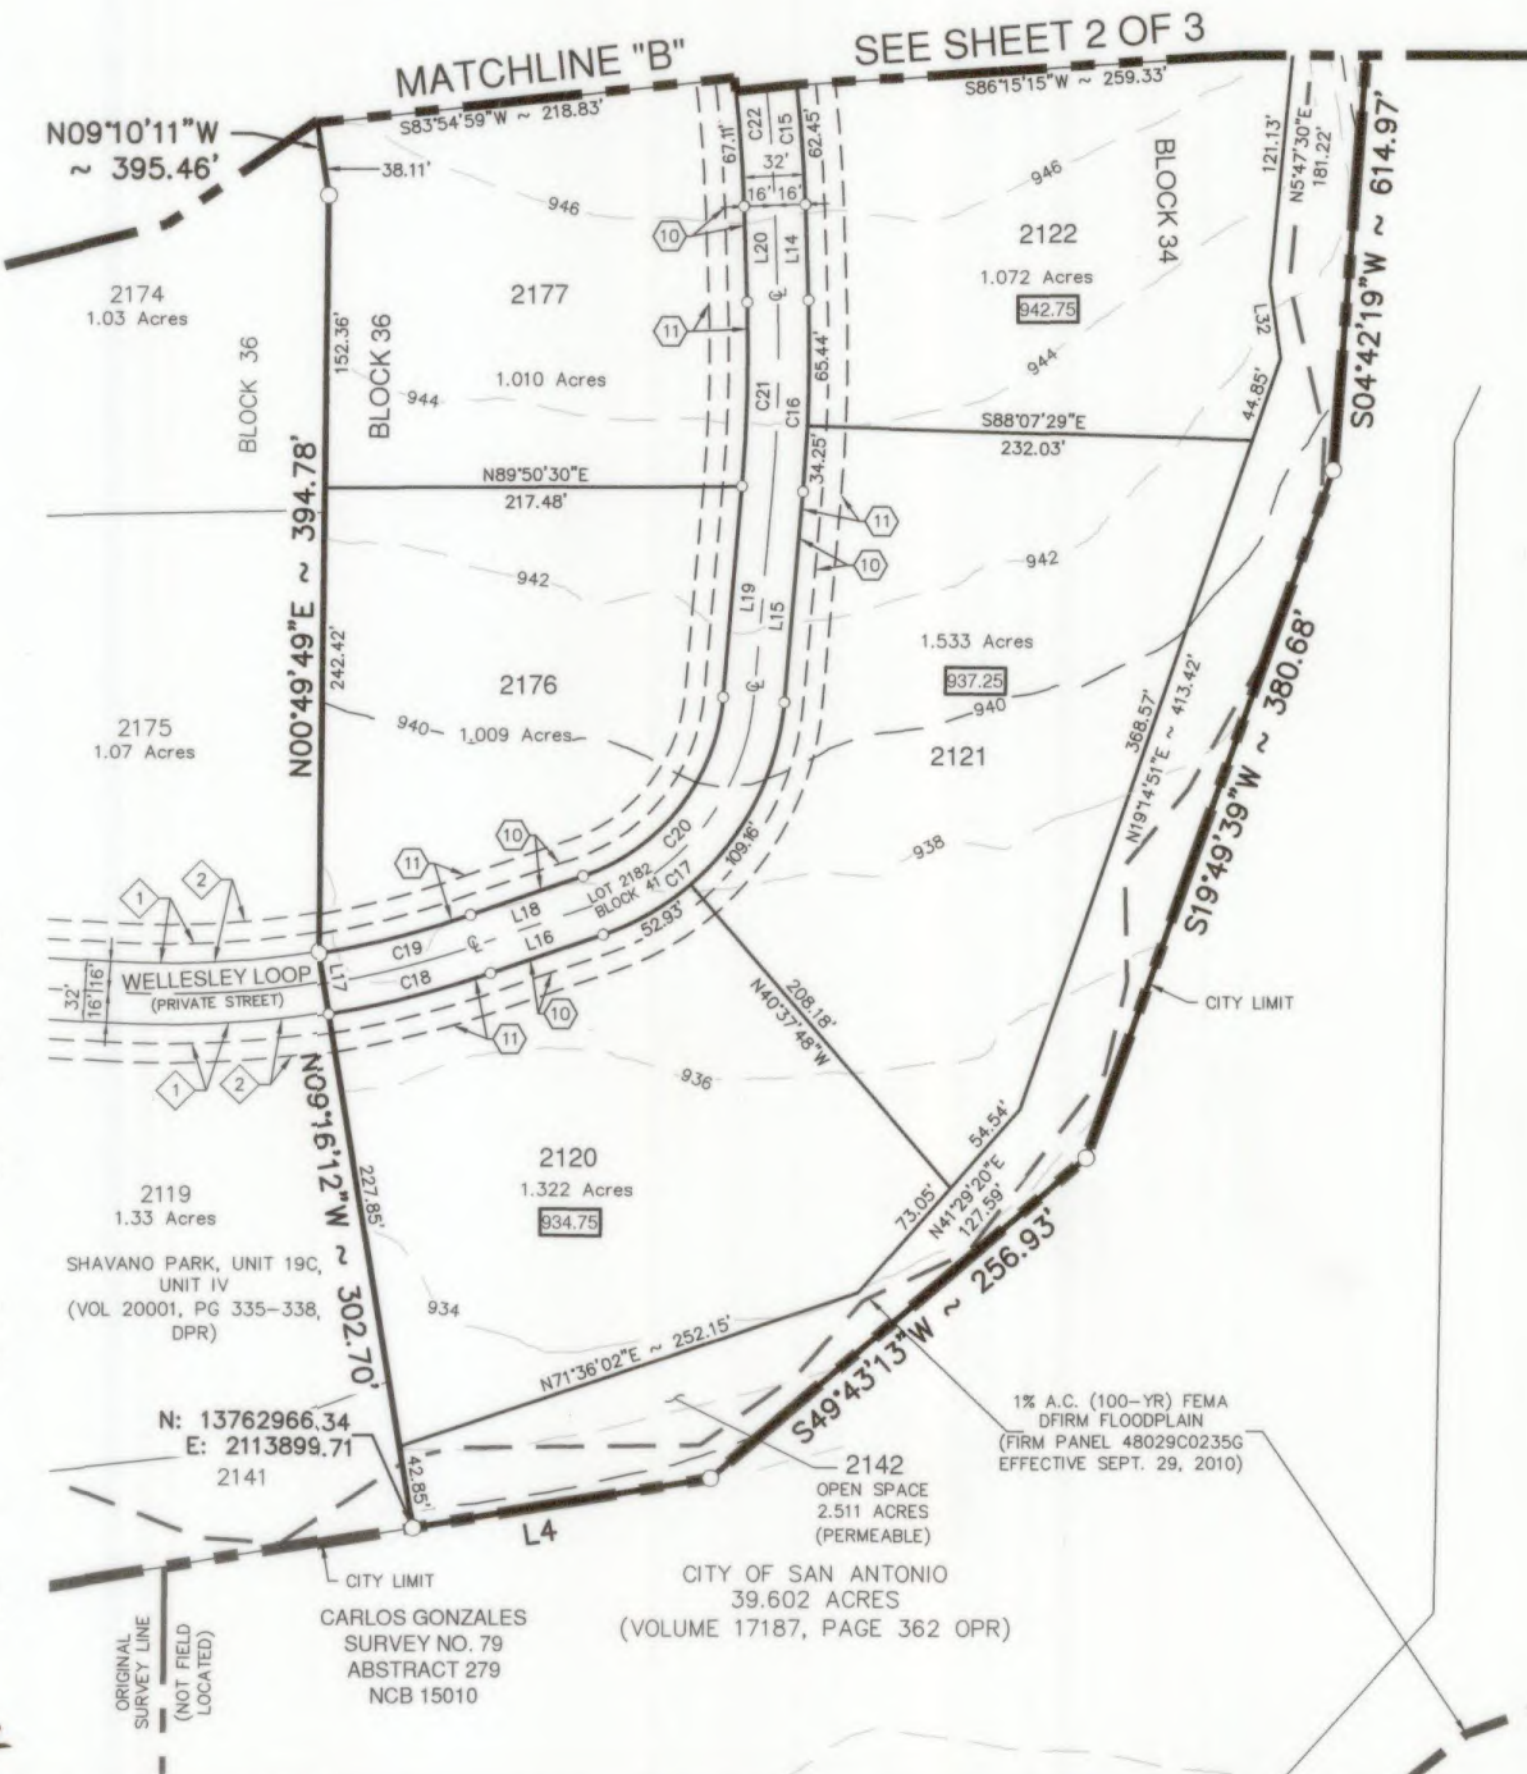 MATCHLINE "B"
SEE SHEET 2 OF 3
S86°15'15"W ~ 259.33'
S83°54'59"W ~ 218.83'
N09°10'11"W
~ 395.46'
38.11'
67.11'
C22
C15
62.45'
32'
16'
16'
946
946
BLOCK 34
121.13'
N5°47'30"E
181.22'
S04°42'19"W ~ 614.97'
10
L20
L14
2122
1.072 Acres
942.75
2174
1.03 Acres
2177
BLOCK 36
152.36'
BLOCK 36
11
℄
L32
65.44'
944
1.010 Acres
944
C21
C16
44.85'
S88°07'29"E
232.03'
N89°50'30"E
217.48'
34.25'
N00°49'49"E ~ 394.78'
11
10
942
942
L19
L15
1.533 Acres
937.25
242.42'
2176
940
1.009 Acres
℄
940
2121
2175
1.07 Acres
368.57'
N19°14'51"E ~ 413.42'
S19°49'39"W ~ 380.68'
10
11
C20
109.16'
938
LOT 2182
BLOCK 41
C17
1
2
L18
52.93'
C19
℄
L16
WELLESLEY LOOP
(PRIVATE STREET)
L17
C18
32'
16'
16'
208.18'
N40°37'48"W
CITY LIMIT
10
11
1
2
936
N09°16'12"W ~ 302.70'
54.54'
2120
1.322 Acres
934.75
227.85'
73.05'
N41°29'20"E
127.59'
2119
1.33 Acres
SHAVANO PARK, UNIT 19C,
UNIT IV
(VOL 20001, PG 335-338,
DPR)
934
S49°43'13"W ~ 256.93'
N71°36'02"E ~ 252.15'
1% A.C. (100-YR) FEMA
DFIRM FLOODPLAIN
(FIRM PANEL 48029C0235G
EFFECTIVE SEPT. 29, 2010)
N: 13762966.34
E: 2113899.71
2141
42.85'
2142
OPEN SPACE
2.511 ACRES
(PERMEABLE)
L4
CITY LIMIT
CITY OF SAN ANTONIO
39.602 ACRES
(VOLUME 17187, PAGE 362 OPR)
CARLOS GONZALES
SURVEY NO. 79
ABSTRACT 279
NCB 15010
ORIGINAL
SURVEY LINE
(NOT FIELD
LOCATED)